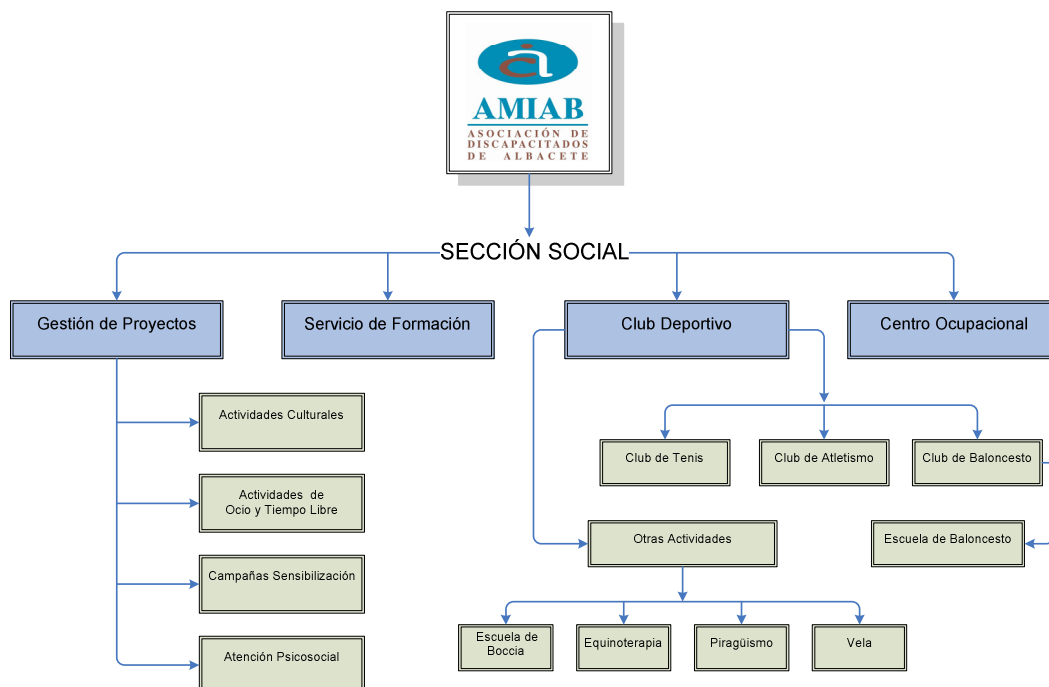 AMIAB
ASOCIACIÓN DE
DISCAPACITADOS
DE ALBACETE
SECCIÓN SOCIAL
Gestión de Proyectos
Servicio de Formación
Club Deportivo
Centro Ocupacional
Actividades Culturales
Actividades de
Ocio y Tiempo Libre
Campañas Sensibilización
Atención Psicosocial
Club de Tenis
Club de Atletismo
Club de Baloncesto
Otras Actividades
Escuela de Baloncesto
Escuela de
Boccia
Equinoterapia
Piragüismo
Vela